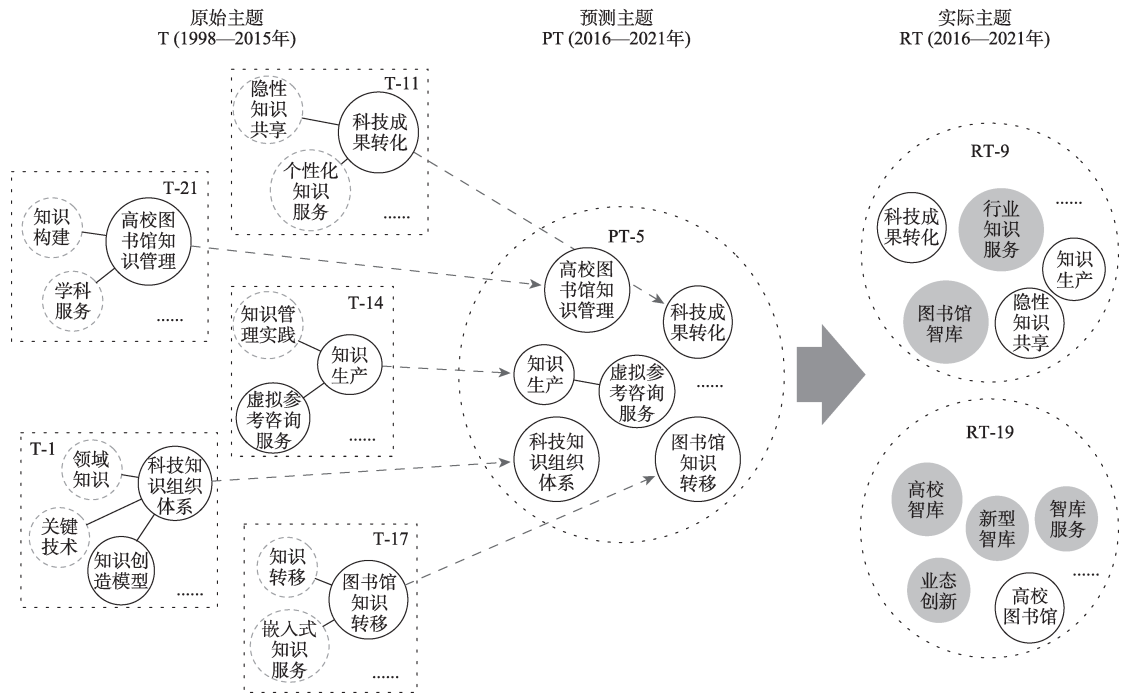 原始主题
T (1998—2015年)
预测主题
PT (2016—2021年)
实际主题
RT (2016—2021年)
T-11
隐性
知识
共享
科技成
果转化
个性化
知识
服务
......
T-21
知识
构建
高校图
书馆知
识管理
学科
服务
......
T-14
知识管
理实践
知识
生产
虚拟参
考咨询
服务
......
T-1
领域
知识
科技知
识组织
体系
关键
技术
知识创
造模型
......
T-17
知识
转移
图书馆
知识
转移
嵌入式
知识
服务
......
PT-5
高校图
书馆知
识管理
科技成
果转化
知识
生产
虚拟参
考咨询
服务
......
科技知
识组织
体系
图书馆
知识
转移
RT-9
科技成
果转化
行业
知识
服务
......
知识
生产
图书馆
智库
隐性
知识
共享
RT-19
高校
智库
新型
智库
智库
服务
......
业态
创新
高校
图书馆